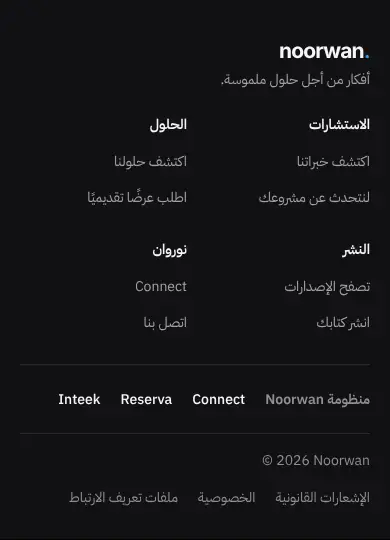 noorwan.
أفكار من أجل حلول ملموسة.
الاستشارات
اكتشف خبراتنا
لنتحدث عن مشروعك
الحلول
اكتشف حلولنا
اطلب عرضًا تقديميًا
النشر
تصفح الإصدارات
انشر كتابك
نوروان
Connect
اتصل بنا
منظومة Noorwan Connect Reserva Inteek
© 2026 Noorwan
الإشعارات القانونية الخصوصية ملفات تعريف الارتباط